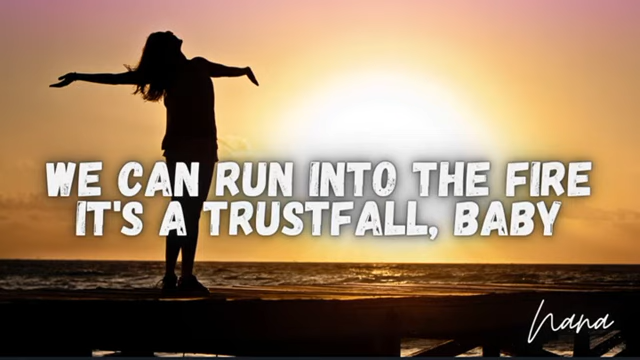 WE CAN RUN INTO THE FIRE
IT'S A TRUSTFALL, BABY
Nana